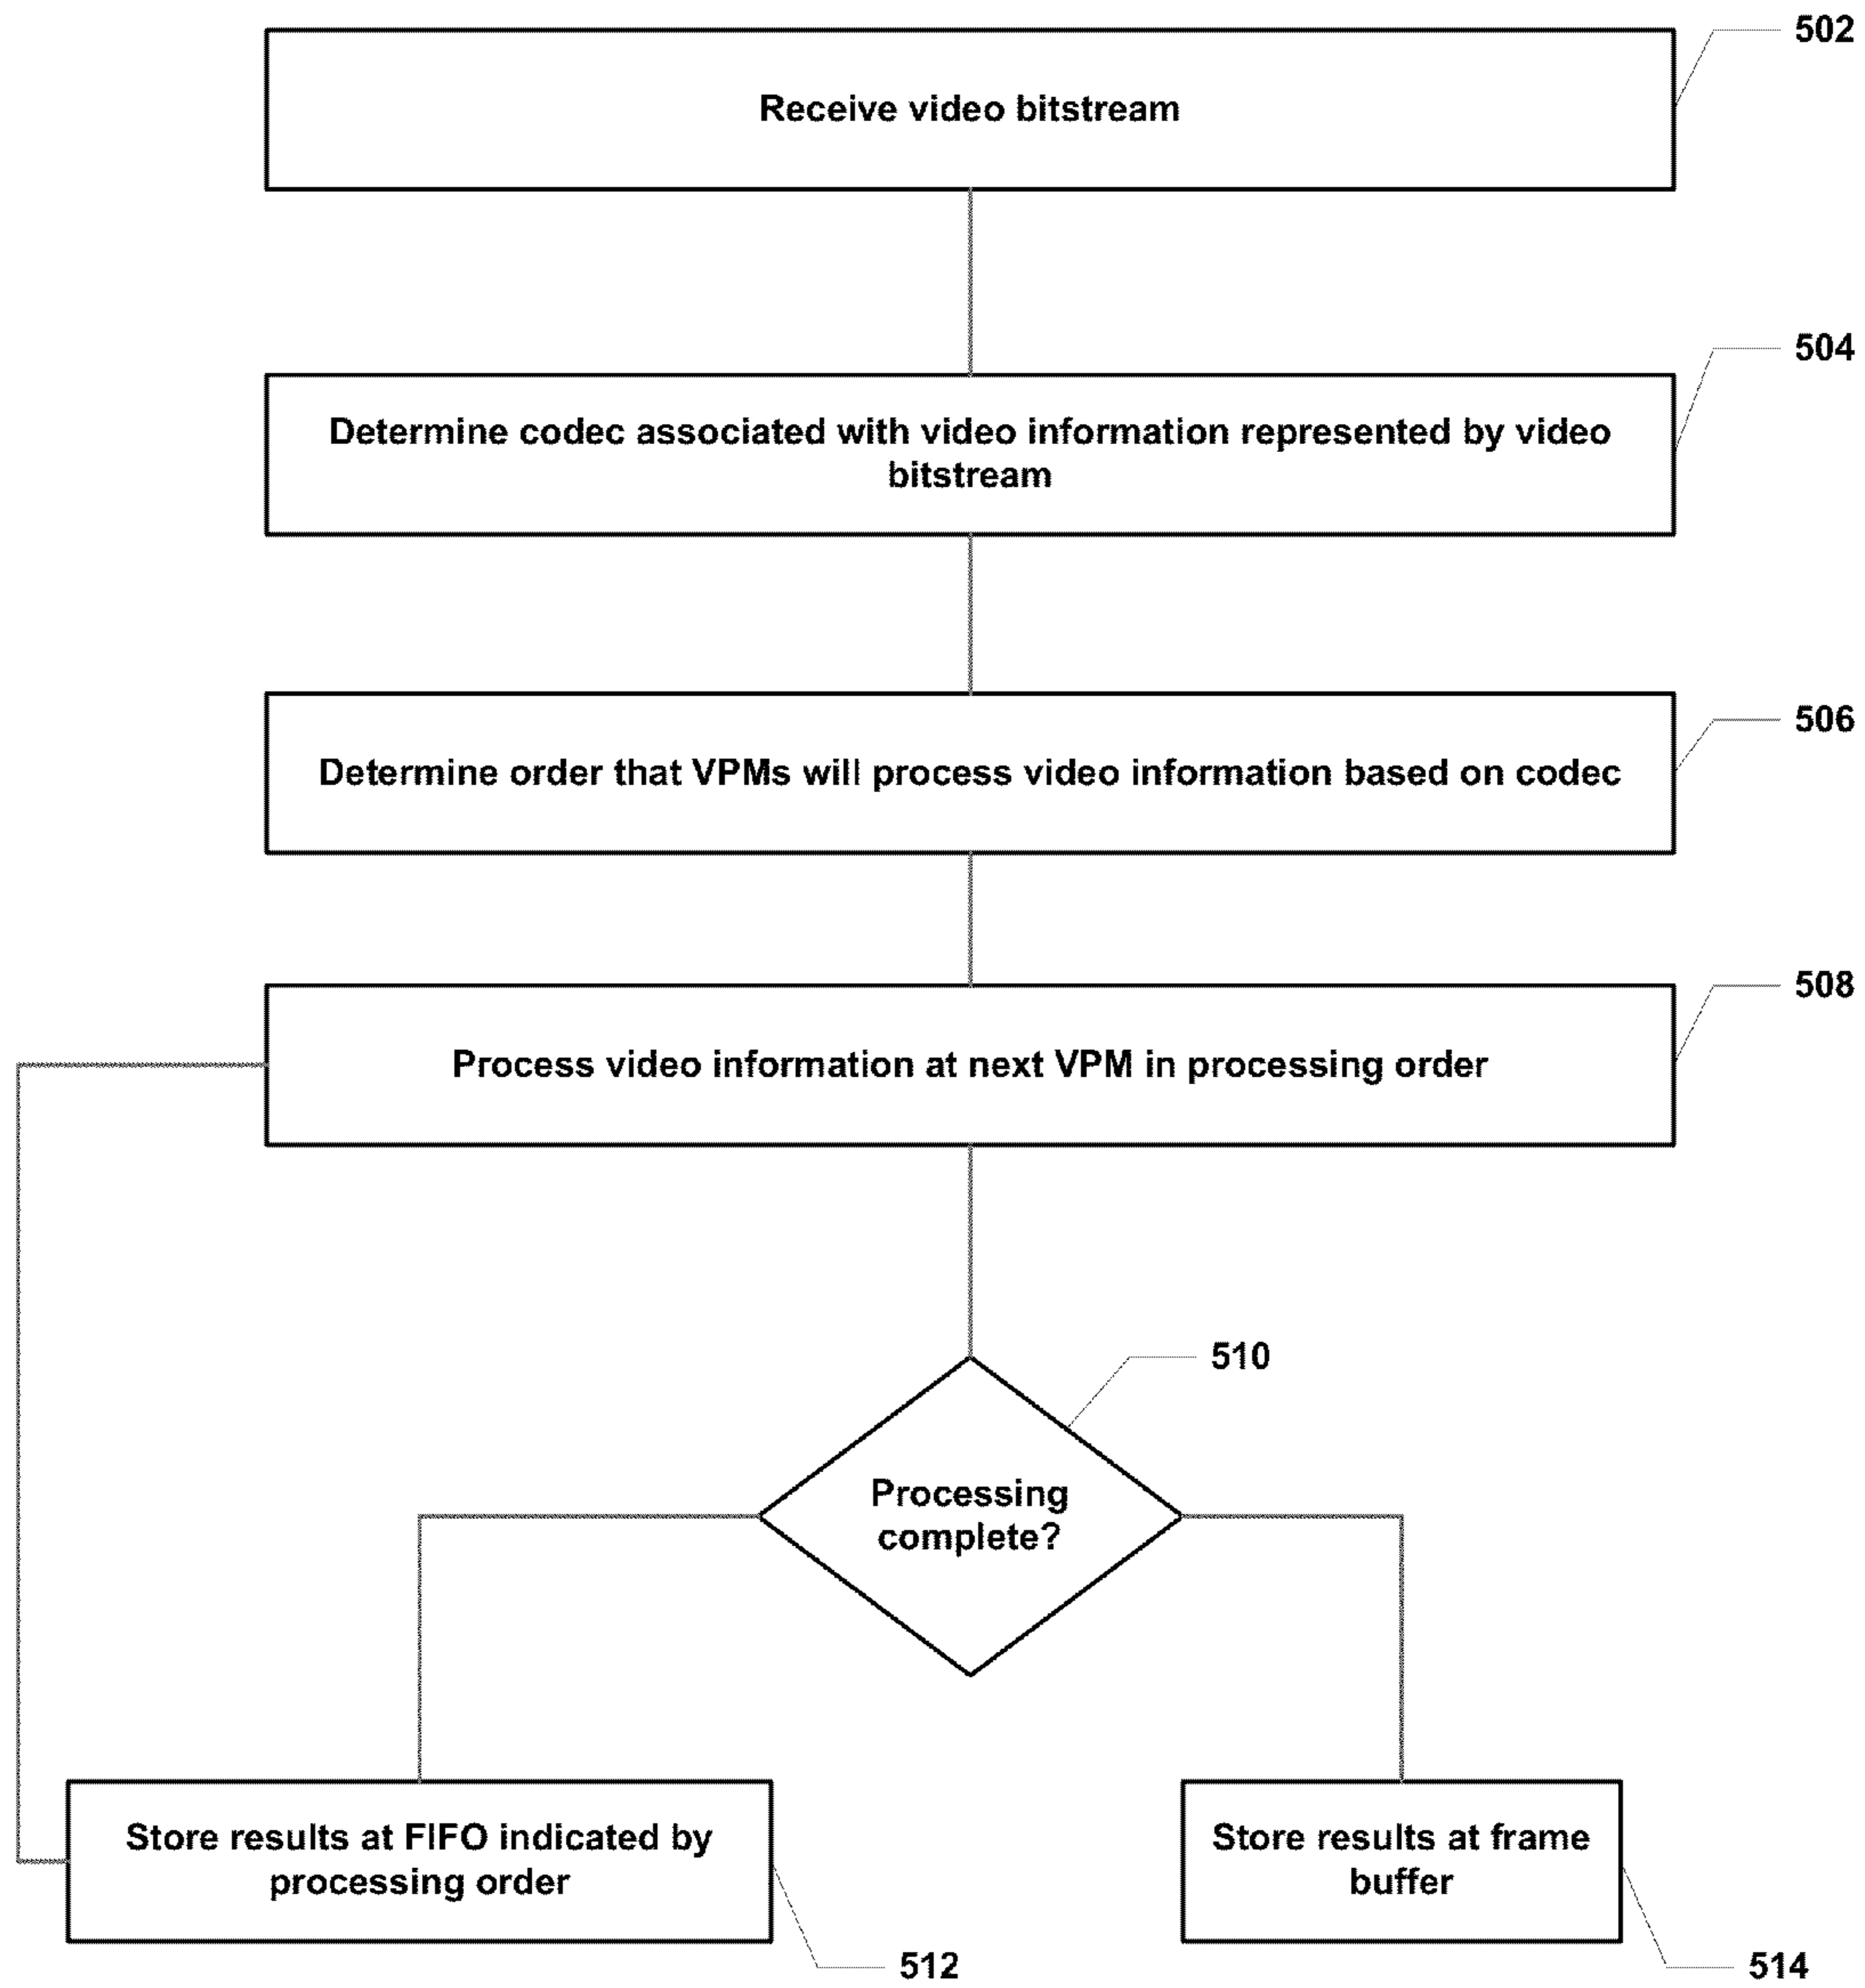 502
Receive video bitstream
504
Determine codec associated with video information represented by video
bitstream
506
Determine order that VPMs will process video information based on codec
508
Process video information at next VPM in processing order
510
Processing
complete?
Store results at FIFO indicated by
processing order
512
Store results at frame
buffer
514